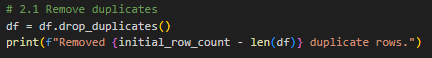 # 2.1 Remove duplicates
df = df.drop_duplicates()
print(f"Removed {initial_row_count - len(df)} duplicate rows.")